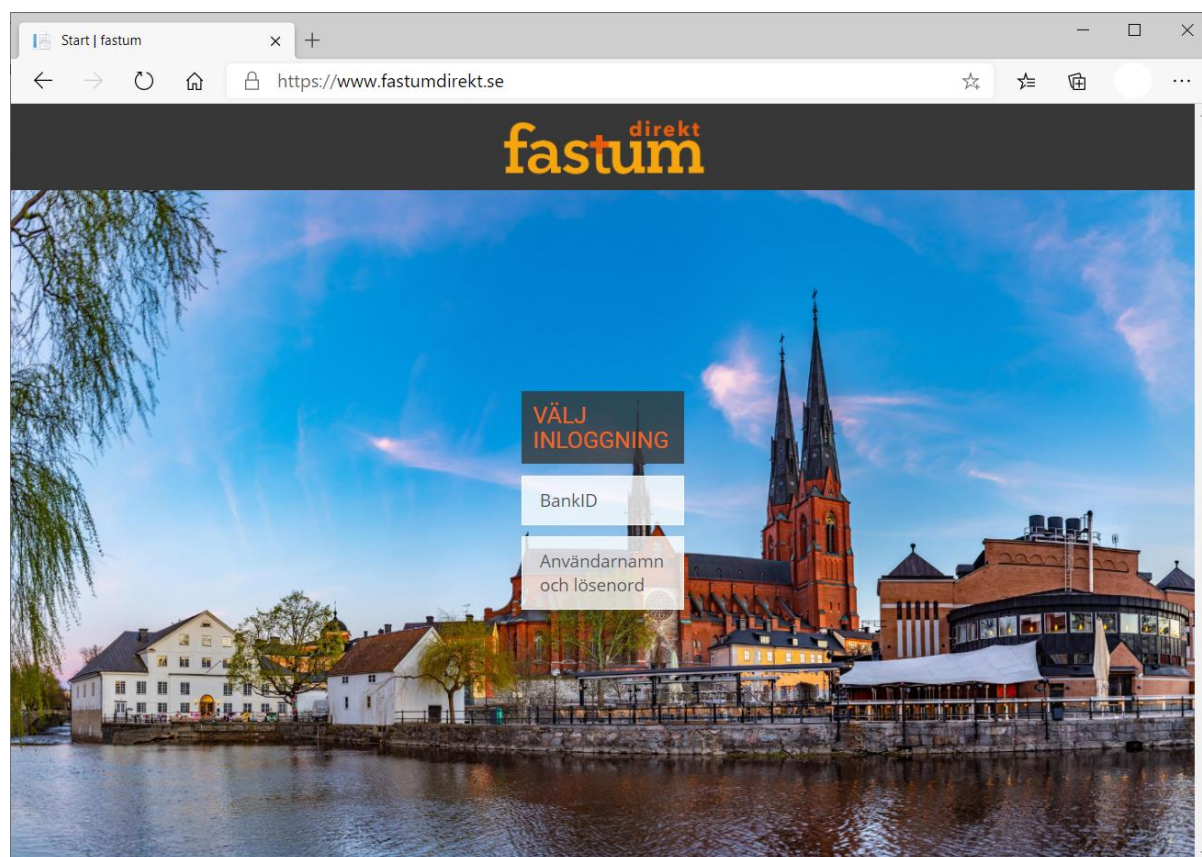 Start | fastum
https://www.fastumdirekt.se
direkt
fastum
VÄLJ
INLOGGNING
BankID
Användarnamn
och lösenord